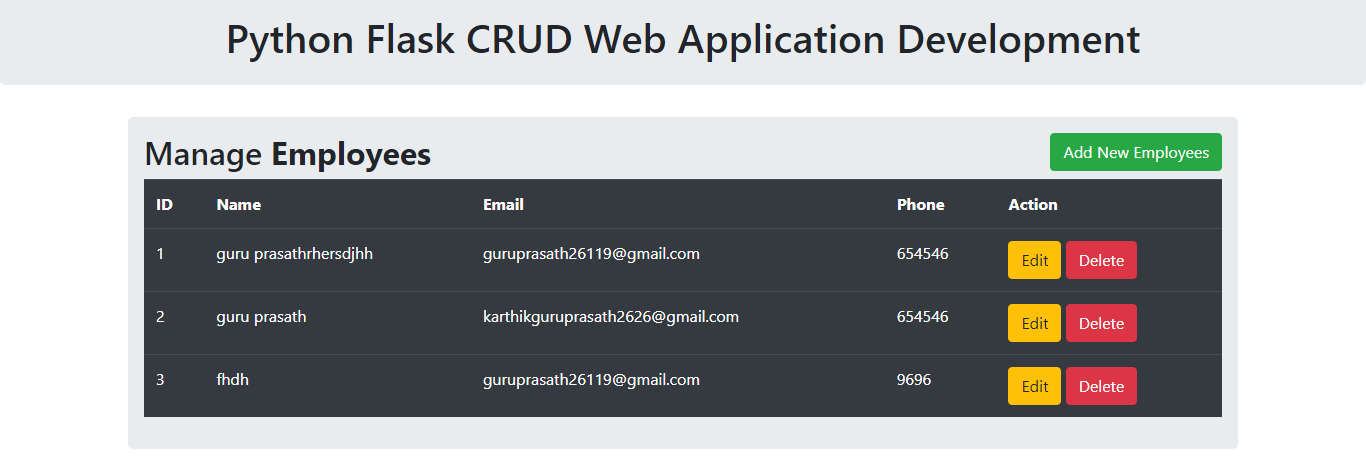 Python Flask CRUD Web Application Development
Manage Employees
Add New Employees
ID Name Email Phone Action
1 guru prasathrhersdjhh guruprasath26119@gmail.com 654546 Edit Delete
2 guru prasath karthikguruprasath2626@gmail.com 654546 Edit Delete
3 fhdh guruprasath26119@gmail.com 9696 Edit Delete